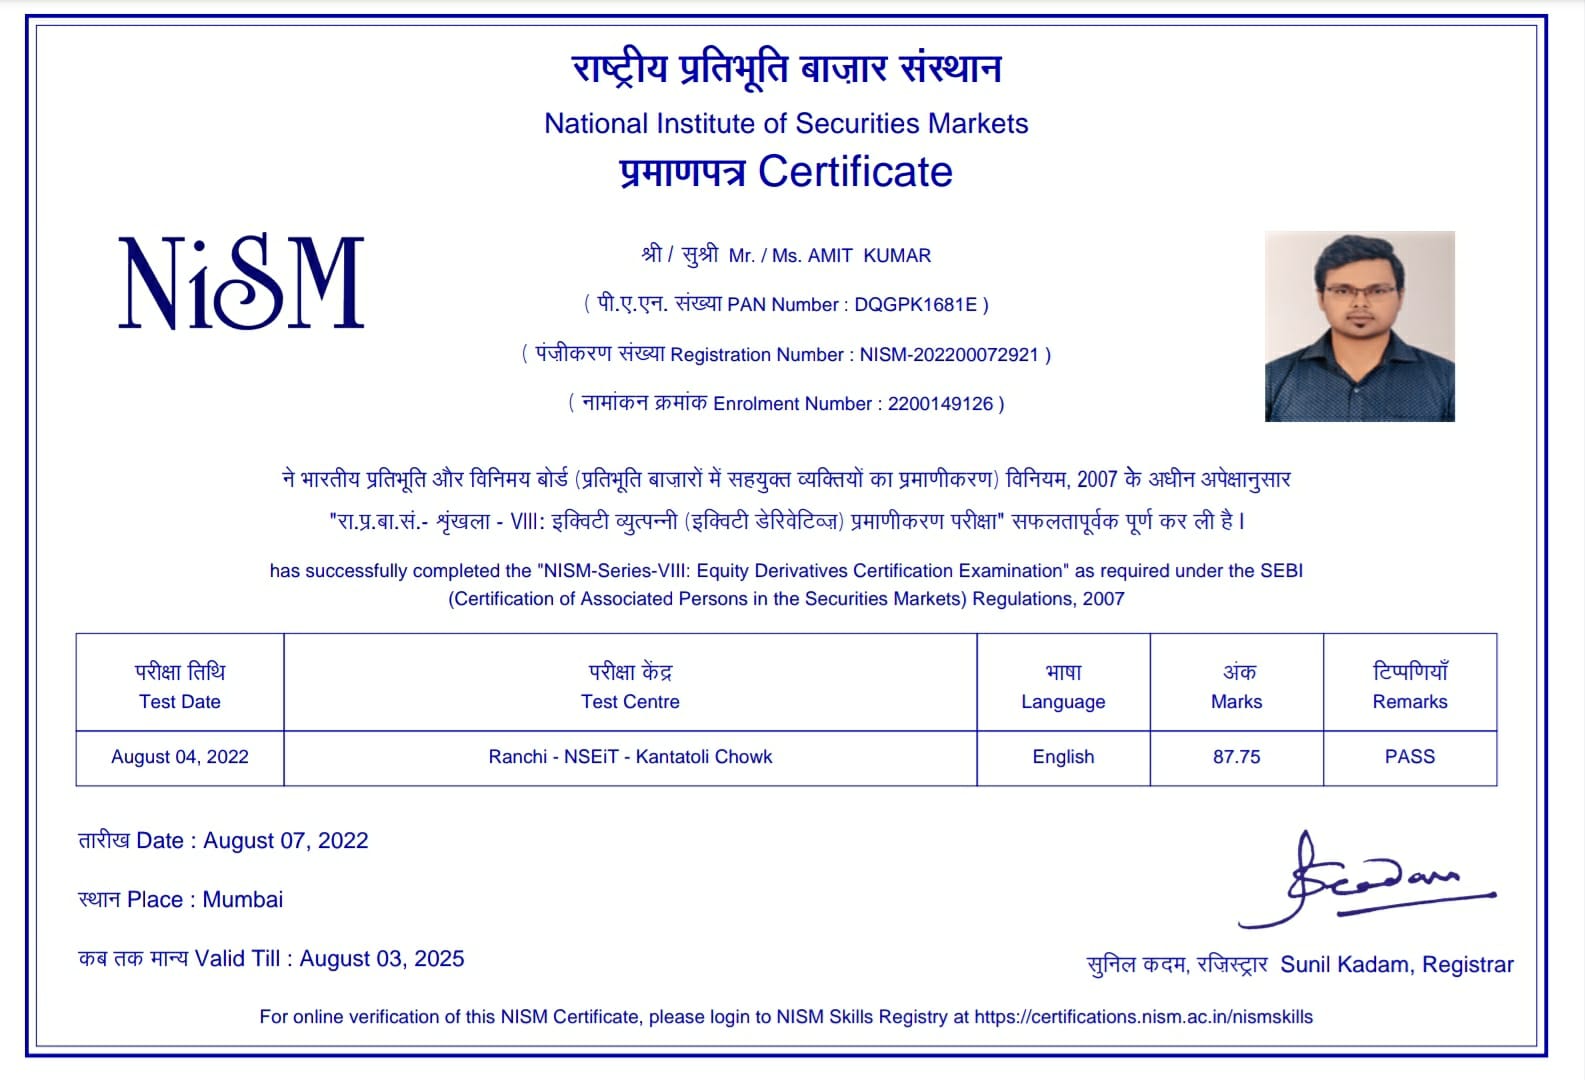 राष्ट्रीय प्रतिभूति बाज़ार संस्थान
National Institute of Securities Markets
प्रमाणपत्र Certificate
NiSM
श्री / सुश्री Mr. / Ms. AMIT KUMAR
( पी.ए.एन. संख्या PAN Number : DQGPK1681E )
( पंज़ीकरण संख्या Registration Number : NISM-202200072921 )
( नामांकन क्रमांक Enrolment Number : 2200149126 )
ने भारतीय प्रतिभूति और विनिमय बोर्ड (प्रतिभूति बाज़ारों में सहयुक्त व्यक्तियों का प्रमाणीकरण) विनियम, 2007 के अधीन अपेक्षानुसार
"रा.प्र.बा.सं.- शृंखला - VIII: इक्विटी व्युत्पन्नी (इक्विटी डेरिवेटिव्ज़) प्रमाणीकरण परीक्षा" सफलतापूर्वक पूर्ण कर ली है ।
has successfully completed the "NISM-Series-VIII: Equity Derivatives Certification Examination" as required under the SEBI
(Certification of Associated Persons in the Securities Markets) Regulations, 2007
परीक्षा तिथि परीक्षा केंद्र भाषा अंक टिप्पणियाँ
Test Date Test Centre Language Marks Remarks
August 04, 2022 Ranchi - NSEiT - Kantatoli Chowk English 87.75 PASS
तारीख Date : August 07, 2022
स्थान Place : Mumbai
कब तक मान्य Valid Till : August 03, 2025
SKadam
सुनिल कदम, रज़िस्ट्रार Sunil Kadam, Registrar
For online verification of this NISM Certificate, please login to NISM Skills Registry at https://certifications.nism.ac.in/nismskills